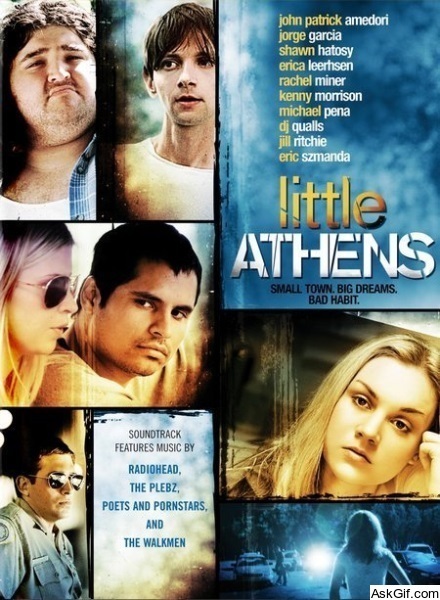 john patrick amedori
jorge garcia
shawn hatosy
erica leerhsen
rachel miner
kenny morrison
michael pena
dj qualls
jill ritchie
eric szmanda
little
ATHENS
SMALL TOWN. BIG DREAMS.
BAD HABIT.
SOUNDTRACK
FEATURES MUSIC BY
RADIOHEAD,
THE PLEBZ,
POETS AND PORNSTARS,
AND
THE WALKMEN
AskGif.com